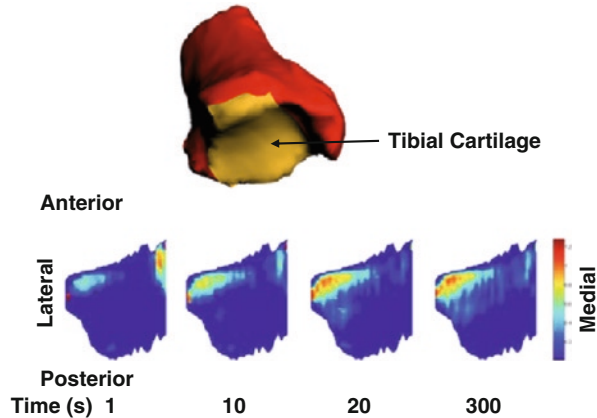 Tibial Cartilage
Anterior
Lateral
Medial
Posterior
Time (s) 1 10 20 300